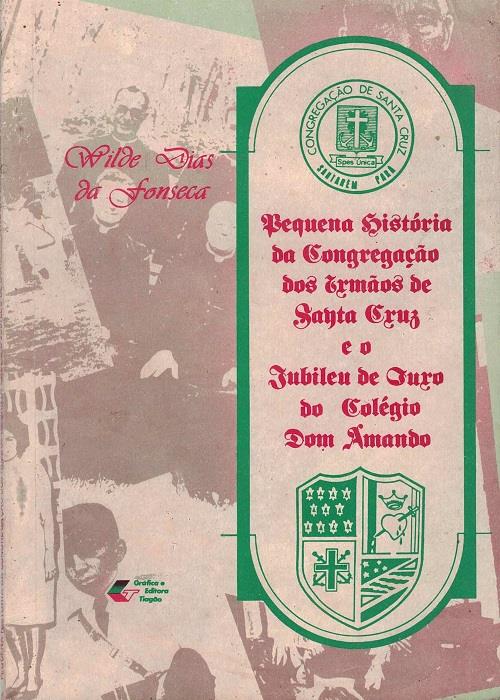 Wilde Dias
da Fonseca
CONGREGAÇÃO DE SANTA CRUZ
Spes Única
SANTARÉM PARÁ
Pequena História
da Congregação
dos Irmãos de
Santa Cruz
e o
Jubileu de Ouro
do Colégio
Dom Amando
Gráfica e
Editora
Tiagão